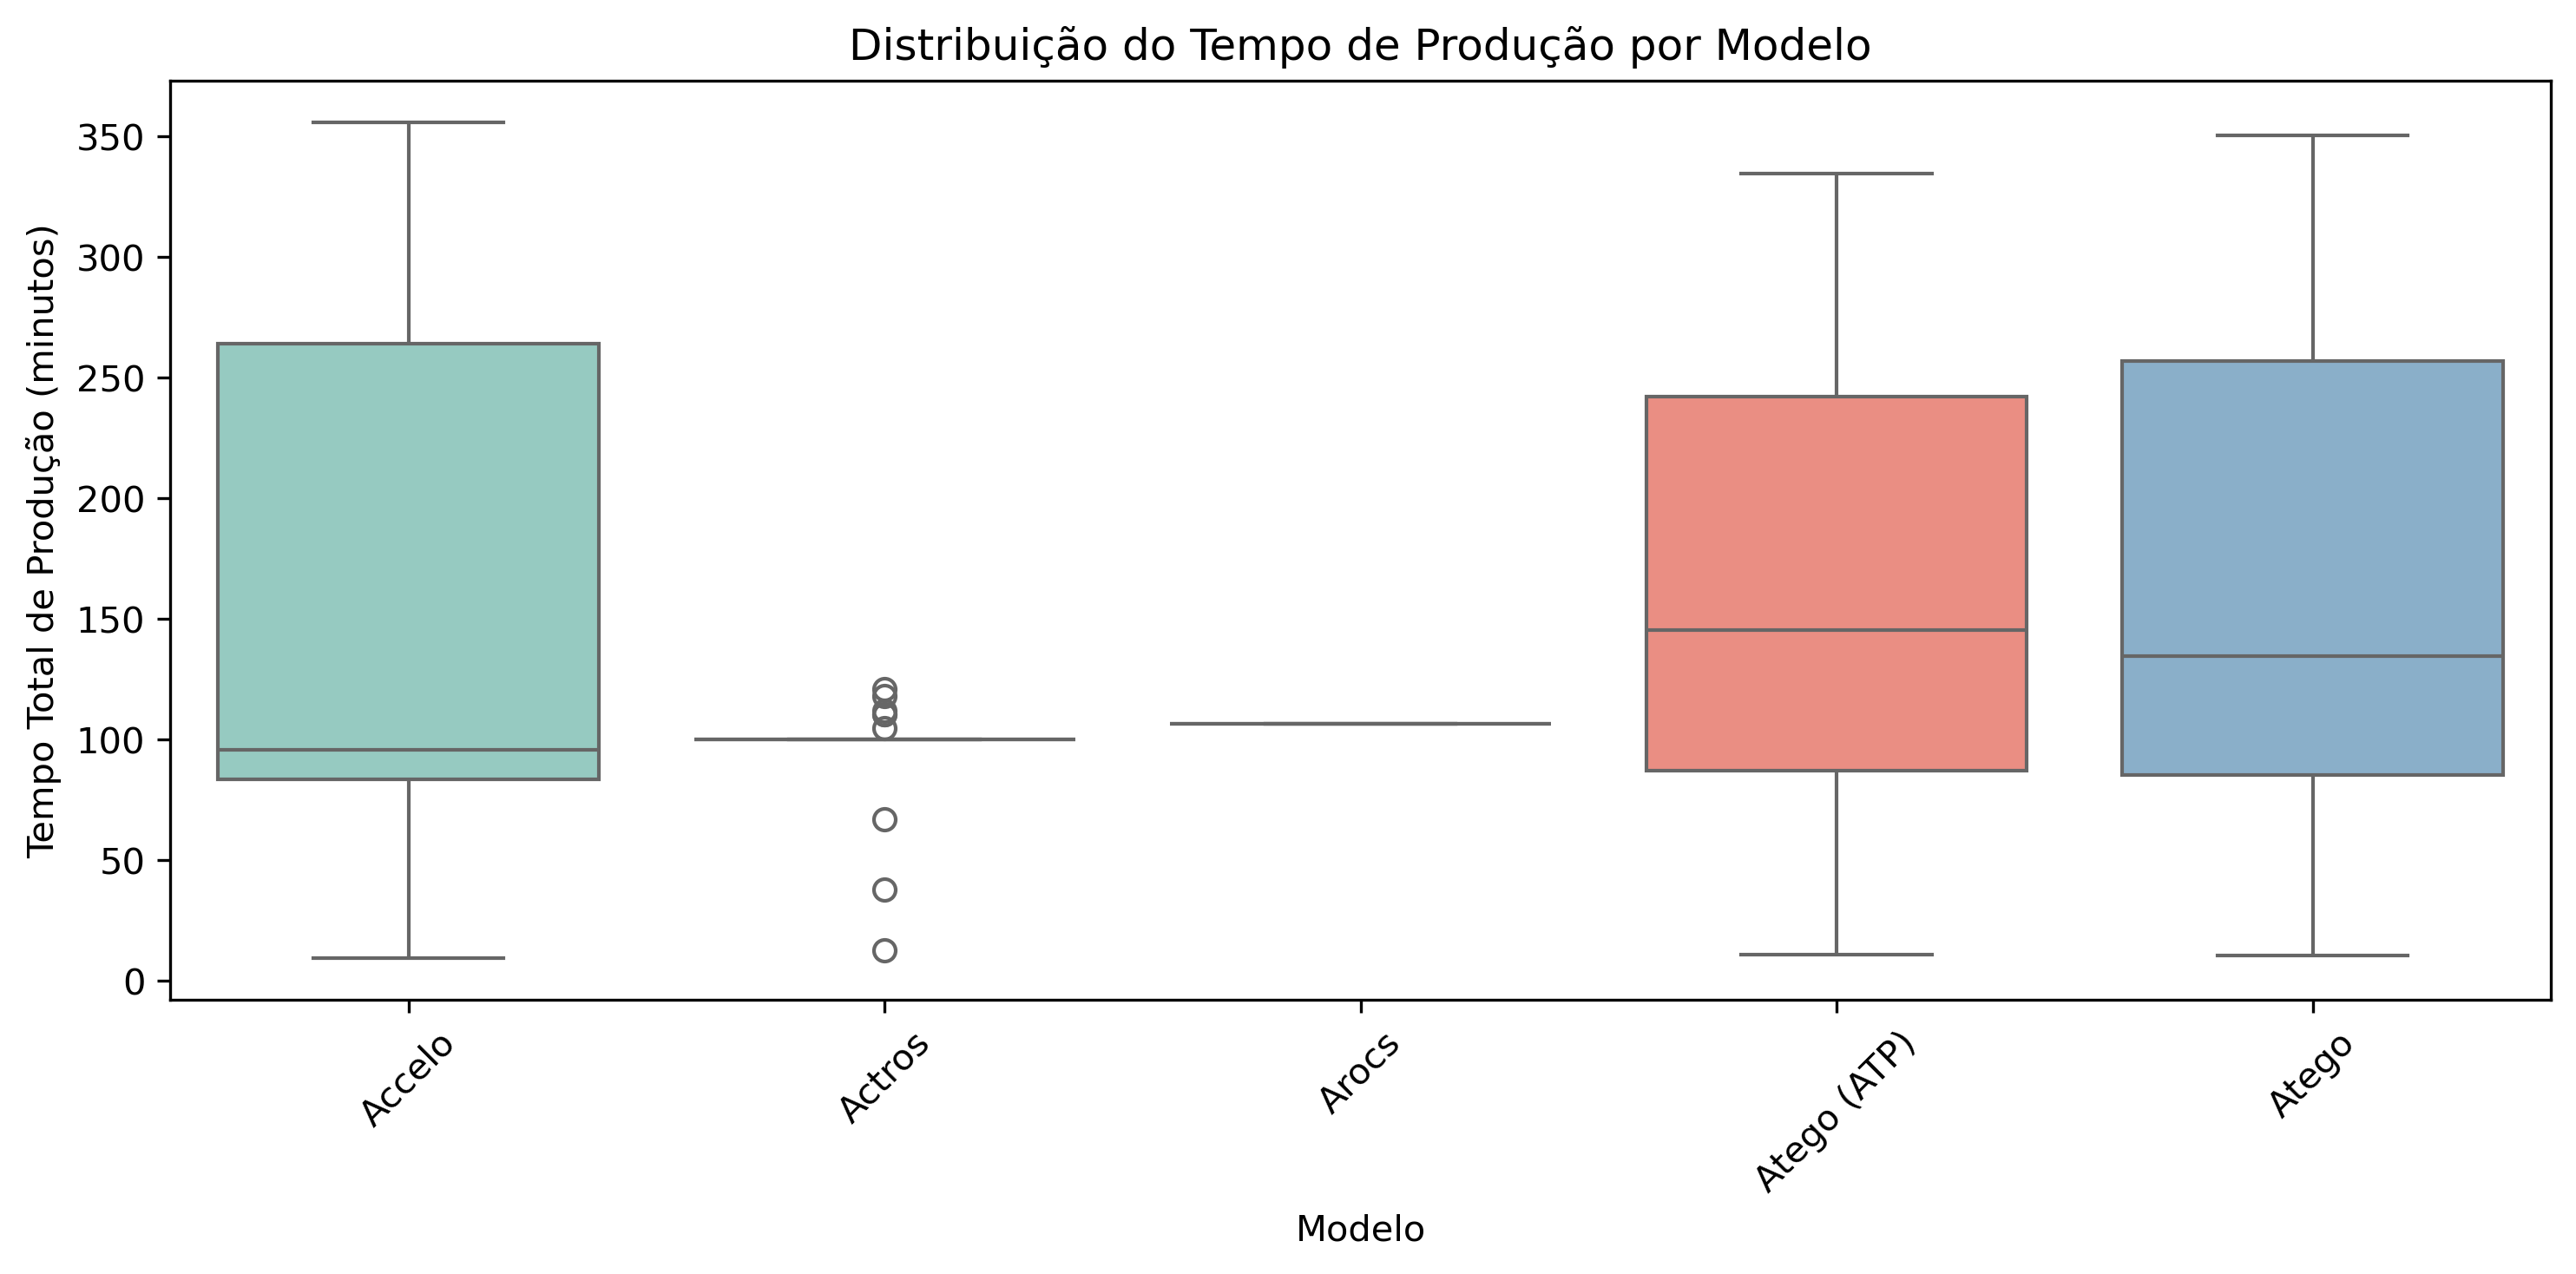 Distribuição do Tempo de Produção por Modelo
Tempo Total de Produção (minutos)
350
300
250
200
150
100
50
0
Accelo
Actros
Arocs
Atego (ATP)
Atego
Modelo